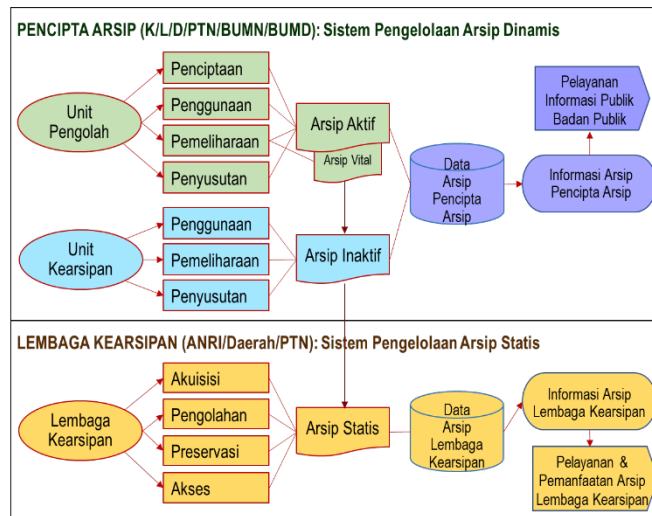 PENCIPTA ARSIP (K/L/D/PTN/BUMN/BUMD): Sistem Pengelolaan Arsip Dinamis
Unit
Pengolah
Penciptaan
Penggunaan
Pemeliharaan
Penyusutan
Arsip Aktif
Arsip Vital
Unit
Kearsipan
Penggunaan
Pemeliharaan
Penyusutan
Arsip Inaktif
Data
Arsip
Pencipta
Arsip
Pelayanan
Informasi Publik
Badan Publik
Informasi Arsip
Pencipta Arsip
LEMBAGA KEARSIPAN (ANRI/Daerah/PTN): Sistem Pengelolaan Arsip Statis
Lembaga
Kearsipan
Akuisisi
Pengolahan
Preservasi
Akses
Arsip Statis
Data
Arsip
Lembaga
Kearsipan
Informasi Arsip
Lembaga Kearsipan
Pelayanan &
Pemanfaatan Arsip
Lembaga Kearsipan